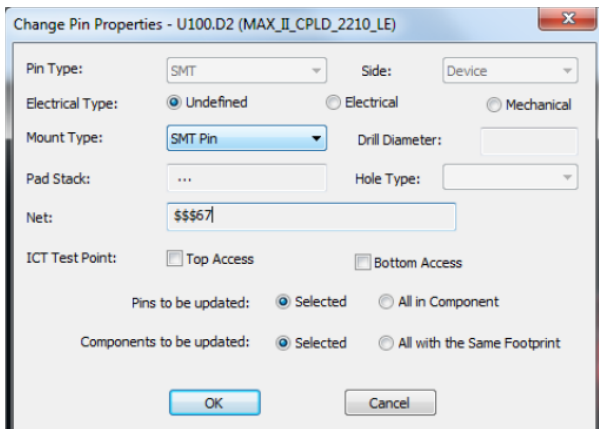 Change Pin Properties - U100.D2 (MAX_II_CPLD_2210_LE)
Pin Type: SMT Side: Device
Electrical Type: Undefined Electrical Mechanical
Mount Type: SMT Pin Drill Diameter:
Pad Stack: ... Hole Type:
Net: $$$67
ICT Test Point: Top Access Bottom Access
Pins to be updated: Selected All in Component
Components to be updated: Selected All with the Same Footprint
OK Cancel